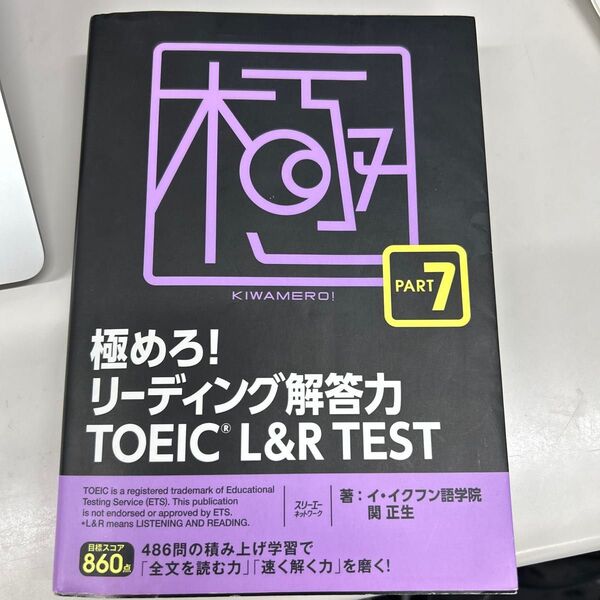 極
KIWAMERO!
PART 7
極めろ!
リーディング解答力
TOEIC® L&R TEST
TOEIC is a registered trademark of Educational
Testing Service (ETS). This publication
is not endorsed or approved by ETS.
*L&R means LISTENING AND READING.
スリーエー
ネットワーク
著:イ・イクフン語学院
関 正生
目標スコア
860点
486問の積み上げ学習で
「全文を読む力」「速く解く力」を磨く!